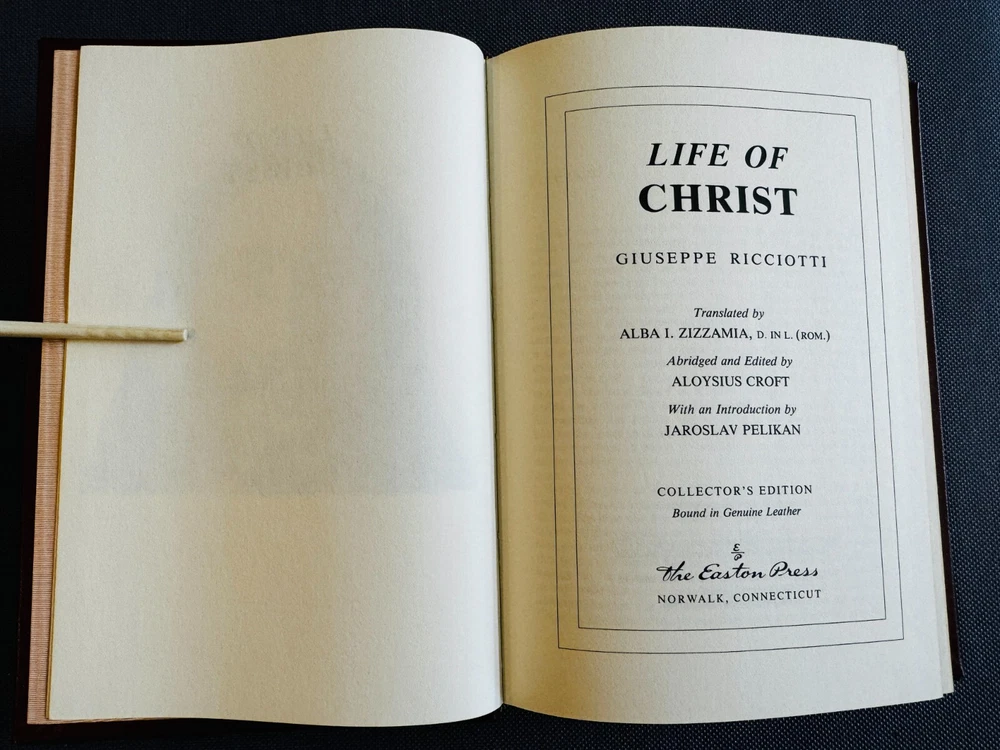 LIFE OF
CHRIST
GIUSEPPE RICCIOTTI
Translated by
ALBA I. ZIZZAMIA, D. IN L. (ROM.)
Abridged and Edited by
ALOYSIUS CROFT
With an Introduction by
JAROSLAV PELIKAN
COLLECTOR'S EDITION
Bound in Genuine Leather
E
P
the Easton Press
NORWALK, CONNECTICUT